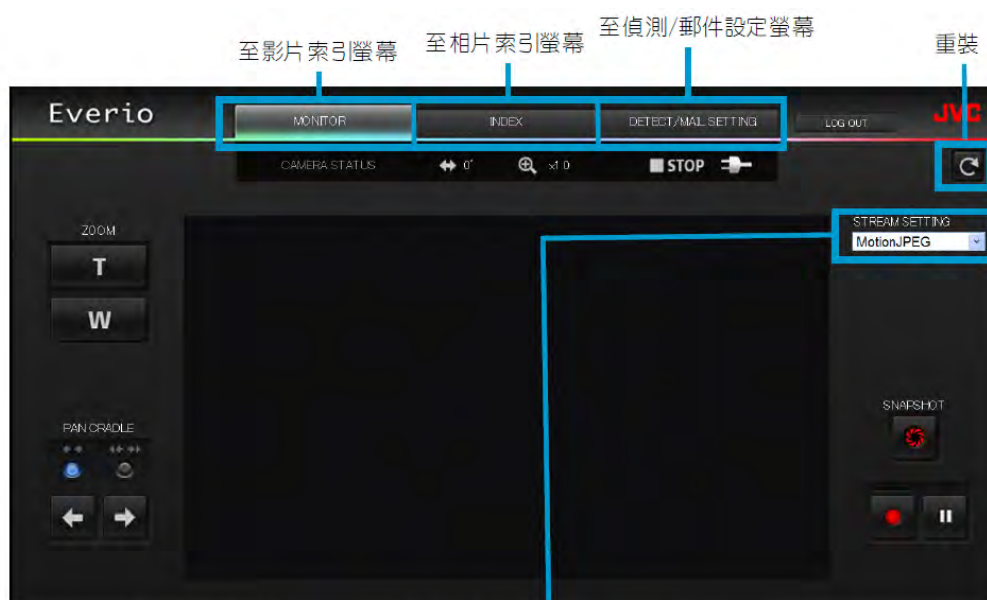 至影片索引螢幕
至相片索引螢幕
至偵測/郵件設定螢幕
重裝
Everio
MONITOR
INDEX
DETECT/MAIL SETTING
LOG OUT
JVC
CAMERA STATUS
0°
x1.0
STOP
ZOOM
T
W
STREAM SETTING
MotionJPEG
PAN CRADLE
SNAPSHOT